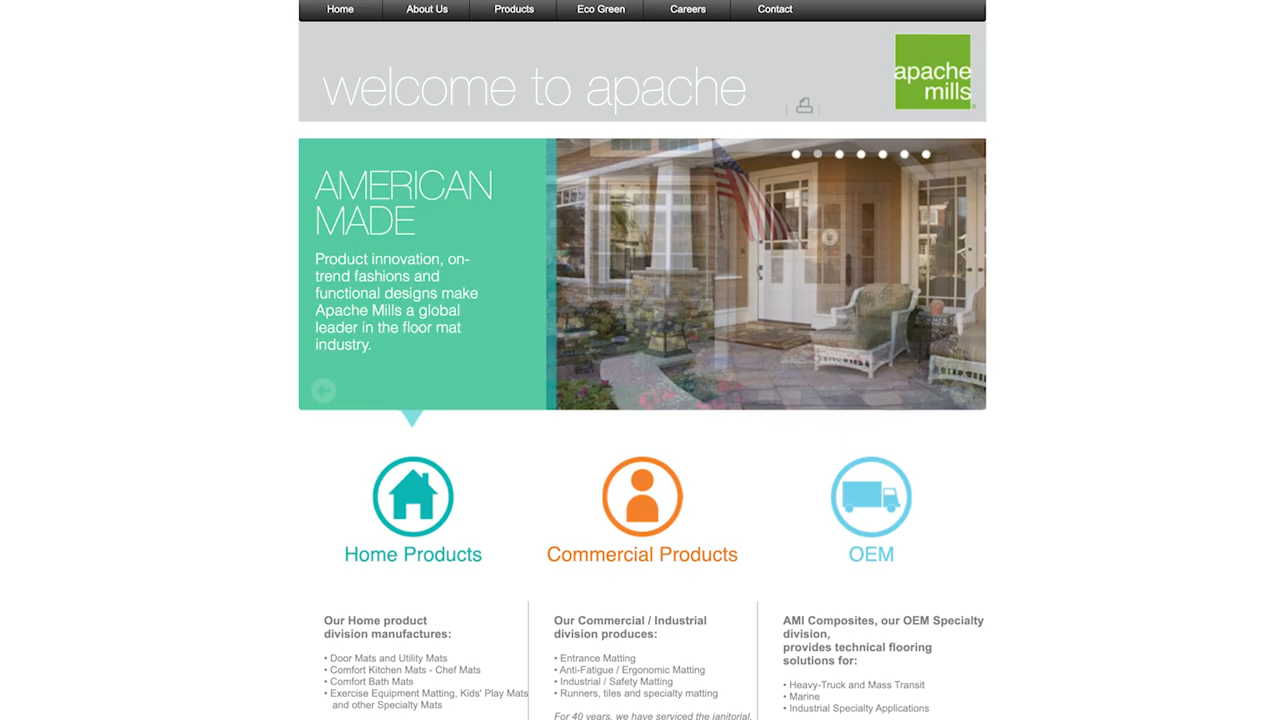 Home About Us Products Eco Green Careers Contact
welcome to apache
apache
mills
AMERICAN
MADE
Product innovation, on-
trend fashions and
functional designs make
Apache Mills a global
leader in the floor mat
industry.
Home Products
Commercial Products
OEM
Our Home product
division manufactures:
• Door Mats and Utility Mats
• Comfort Kitchen Mats - Chef Mats
• Comfort Bath Mats
• Exercise Equipment Matting, Kids' Play Mats
and other Specialty Mats
Our Commercial / Industrial
division produces:
• Entrance Matting
• Anti-Fatigue / Ergonomic Matting
• Industrial / Safety Matting
• Runners, tiles and specialty matting
For 40 years, we have serviced the janitorial,
AMI Composites, our OEM Specialty
division,
provides technical flooring
solutions for:
• Heavy-Truck and Mass Transit
• Marine
• Industrial Specialty Applications